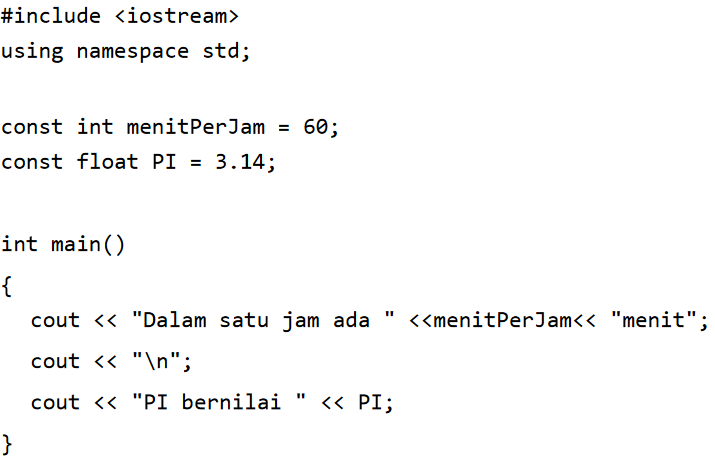 #include <iostream>
using namespace std;
const int menitPerJam = 60;
const float PI = 3.14;
int main()
{
cout << "Dalam satu jam ada " <<menitPerJam<< "menit";
cout << "\n";
cout << "PI bernilai " << PI;
}